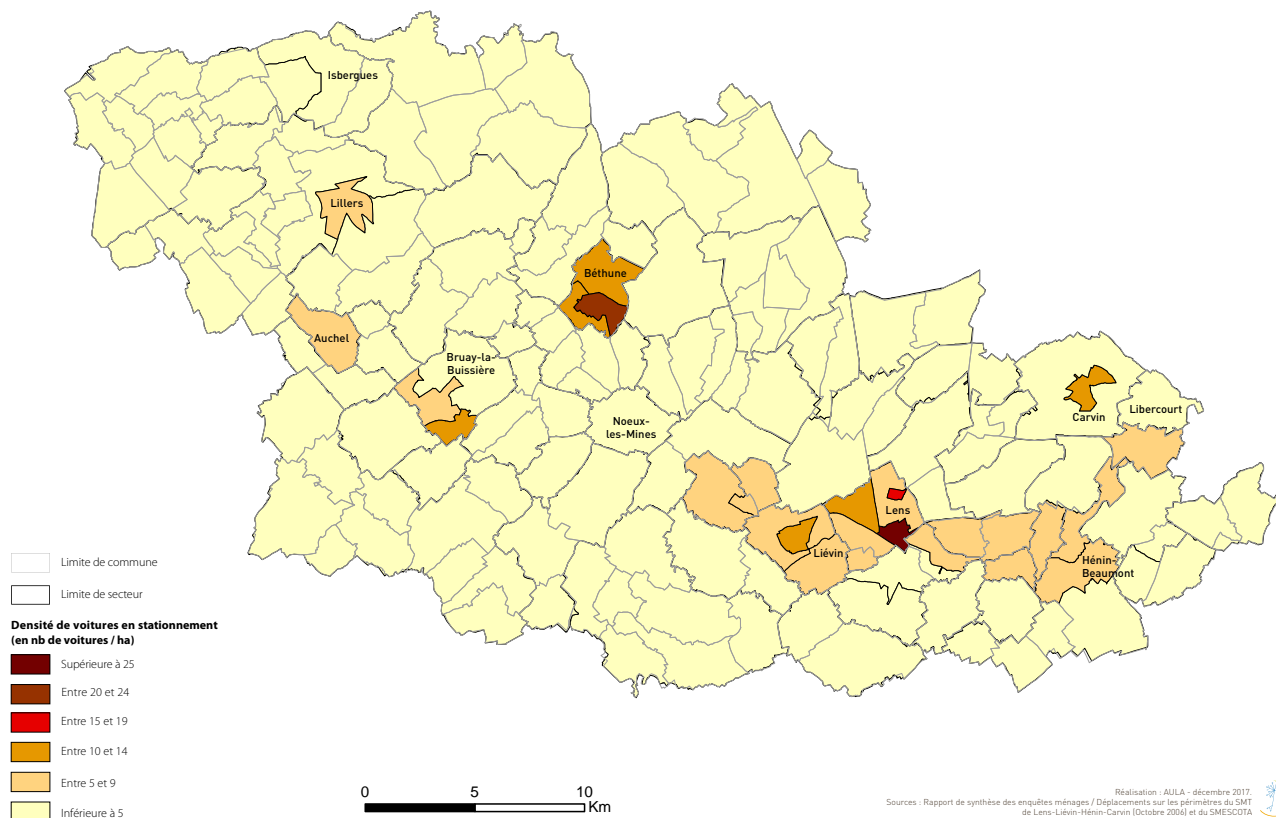 Isbergues
Lillers
Béthune
Auchel
Bruay-la-
Buissière
Noeux-
les-Mines
Carvin
Libercourt
Lens
Liévin
Hénin-
Beaumont
Limite de commune
Limite de secteur
Densité de voitures en stationnement
(en nb de voitures / ha)
Supérieure à 25
Entre 20 et 24
Entre 15 et 19
Entre 10 et 14
Entre 5 et 9
Inférieure à 5
0 5 10
Km
Réalisation : AULA - décembre 2017.
Sources : Rapport de synthèse des enquêtes ménages / Déplacements sur les périmètres du SMT
de Lens-Liévin-Hénin-Carvin (Octobre 2006) et du SMESCOTA